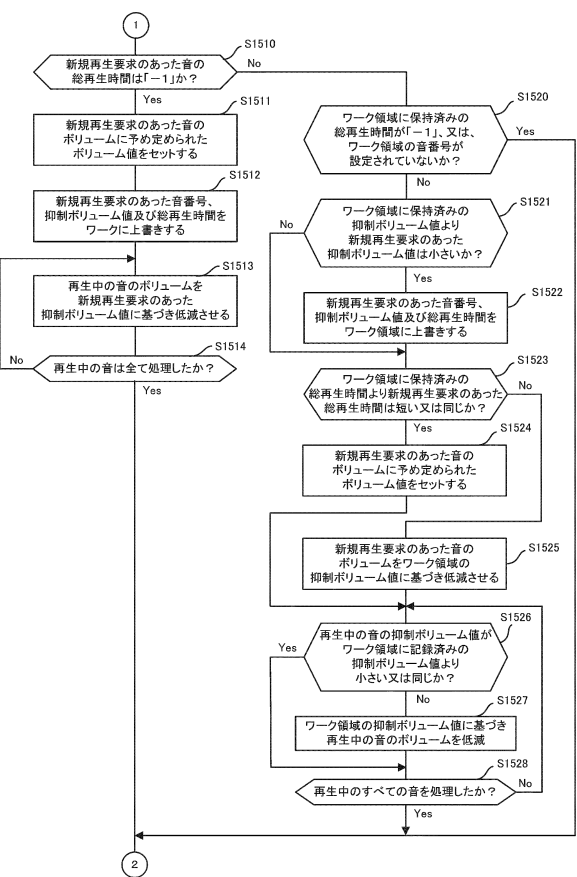 1
S1510
新規再生要求のあった音の
総再生時間は「－１」か？
No
Yes
S1511
新規再生要求のあった音の
ボリュームに予め定められた
ボリューム値をセットする
S1512
新規再生要求のあった音番号、
抑制ボリューム値及び総再生時間を
ワークに上書きする
S1513
再生中の音のボリュームを
新規再生要求のあった
抑制ボリューム値に基づき低減させる
S1514
No
再生中の音は全て処理したか？
Yes
S1520
ワーク領域に保持済みの
総再生時間が「－１」、又は、
ワーク領域の音番号が
設定されていないか？
Yes
No
S1521
ワーク領域に保持済みの
抑制ボリューム値より
新規再生要求のあった
抑制ボリューム値は小さいか？
No
Yes
S1522
新規再生要求のあった音番号、
抑制ボリューム値及び総再生時間を
ワーク領域に上書きする
S1523
ワーク領域に保持済みの
総再生時間より新規再生要求のあった
総再生時間は短い又は同じか？
No
Yes
S1524
新規再生要求のあった音の
ボリュームに予め定められた
ボリューム値をセットする
S1525
新規再生要求のあった音の
ボリュームをワーク領域の
抑制ボリューム値に基づき低減させる
S1526
再生中の音の抑制ボリューム値が
ワーク領域に記録済みの
抑制ボリューム値より
小さい又は同じか？
Yes
No
S1527
ワーク領域の抑制ボリューム値に基づき
再生中の音のボリュームを低減
S1528
再生中のすべての音を処理したか？
No
Yes
2